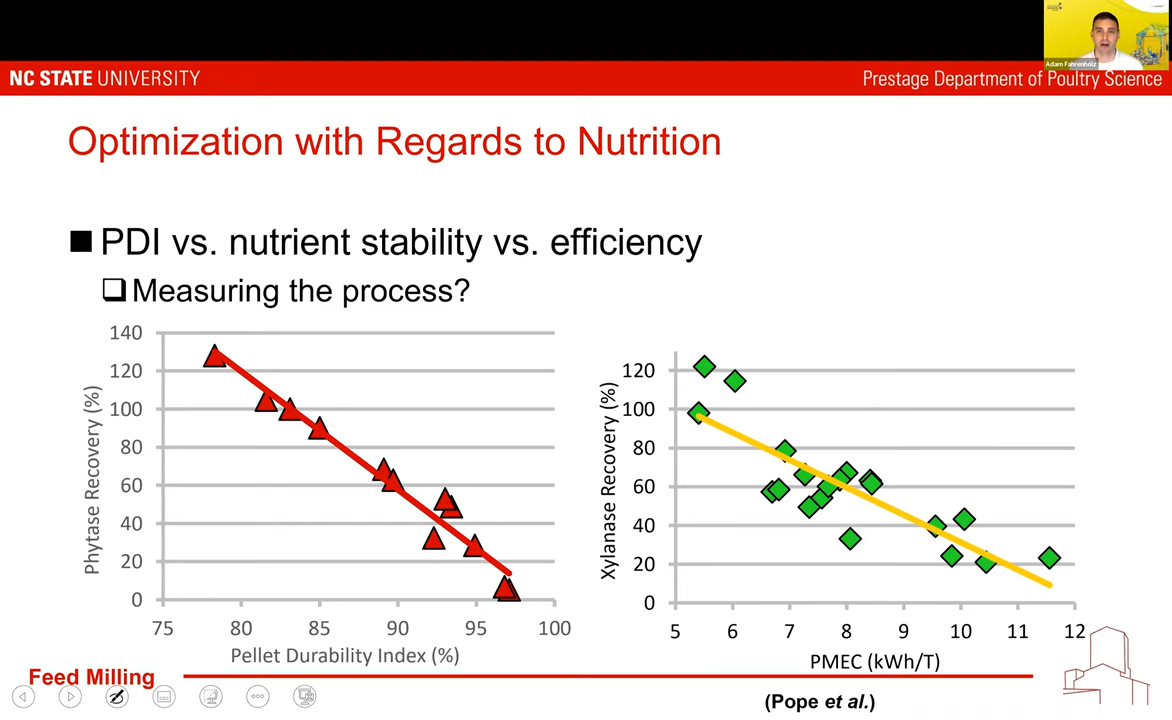 Adam Fahrenholz
NC STATE UNIVERSITY
Prestage Department of Poultry Science
Optimization with Regards to Nutrition
PDI vs. nutrient stability vs. efficiency
Measuring the process?
Phytase Recovery (%)
140
120
100
80
60
40
20
0
75 80 85 90 95 100
Pellet Durability Index (%)
Xylanase Recovery (%)
120
100
80
60
40
20
0
5 6 7 8 9 10 11 12
PMEC (kWh/T)
Feed Milling
(Pope et al.)